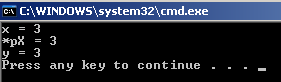 C:\WINDOWS\system32\cmd.exe
x = 3
*pX = 3
y = 3
Press any key to continue . . .